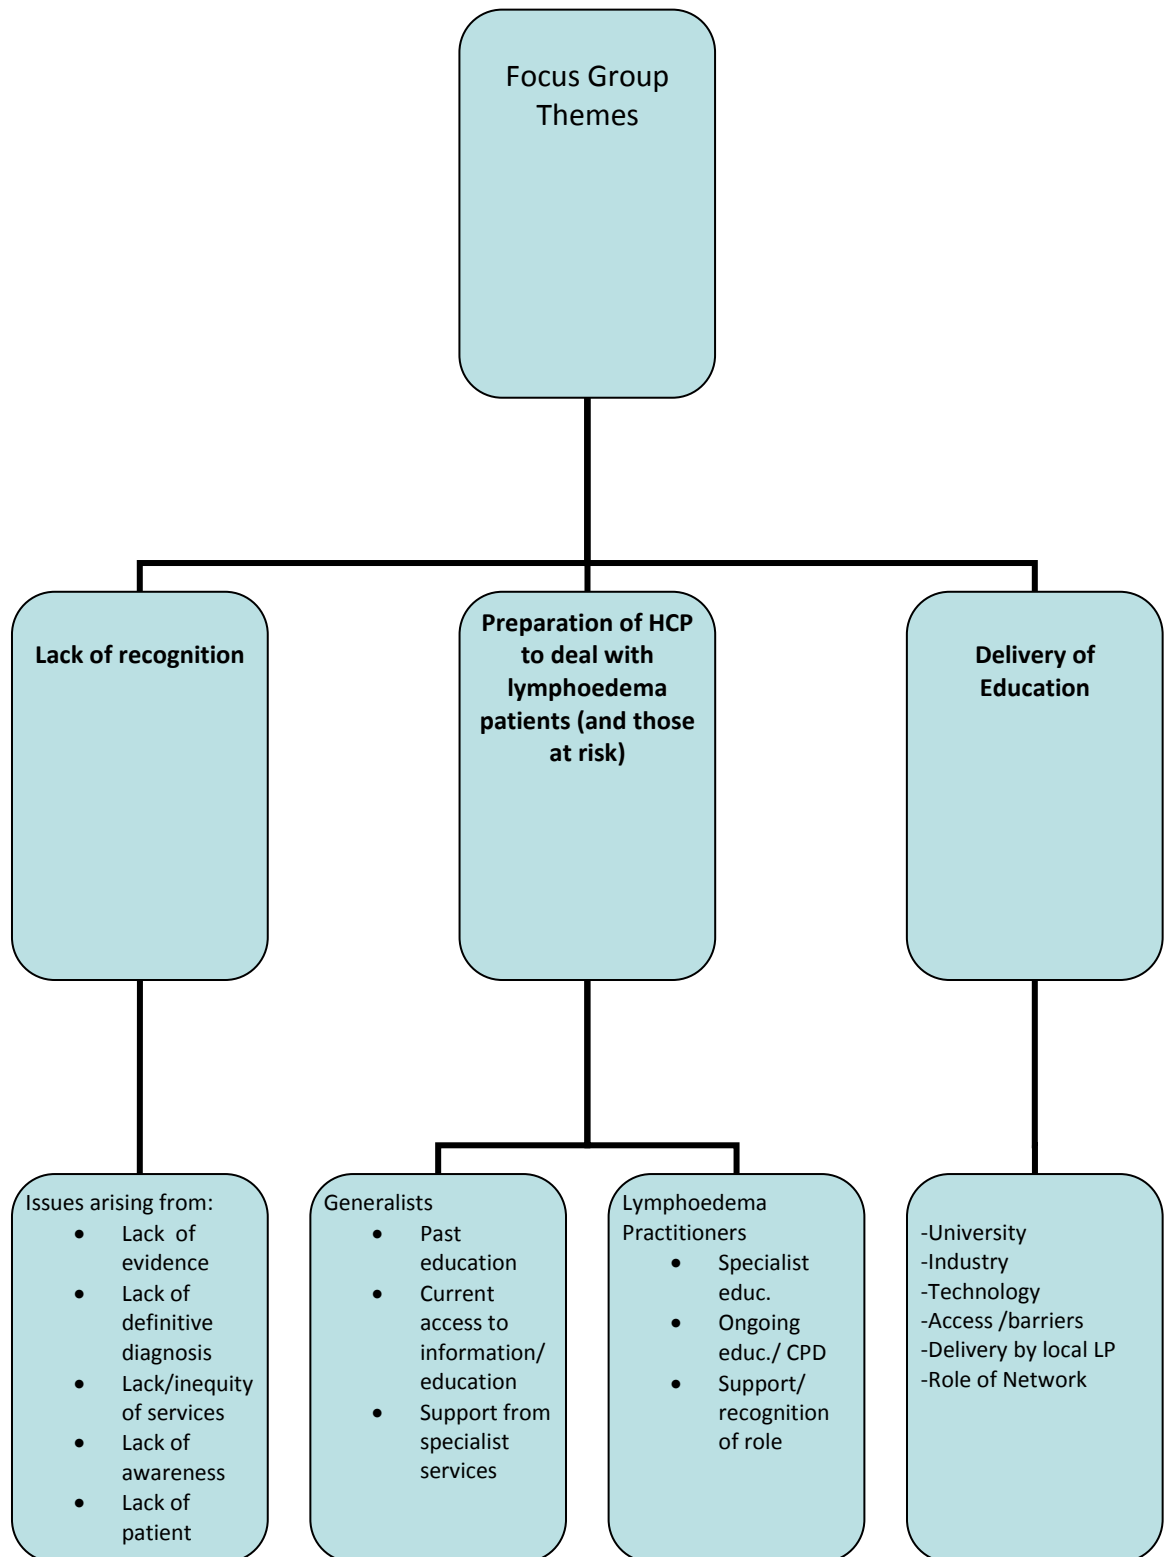 Focus Group
Themes
Lack of recognition
Preparation of HCP
to deal with
lymphoedema
patients (and those
at risk)
Delivery of
Education
Issues arising from:
• Lack of
evidence
• Lack of
definitive
diagnosis
• Lack/inequity
of services
• Lack of
awareness
• Lack of
patient
Generalists
• Past
education
• Current
access to
information/
education
• Support from
specialist
services
Lymphoedema
Practitioners
• Specialist
educ.
• Ongoing
educ./ CPD
• Support/
recognition
of role
-University
-Industry
-Technology
-Access /barriers
-Delivery by local LP
-Role of Network